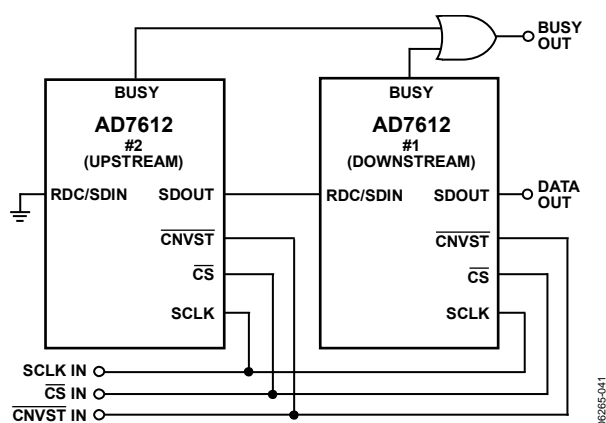 BUSY
OUT
BUSY
AD7612
#2
(UPSTREAM)
RDC/SDIN SDOUT
CNVST
CS
SCLK
BUSY
AD7612
#1
(DOWNSTREAM)
RDC/SDIN SDOUT
CNVST
CS
SCLK
DATA
OUT
SCLK IN
CS IN
CNVST IN
06265-041